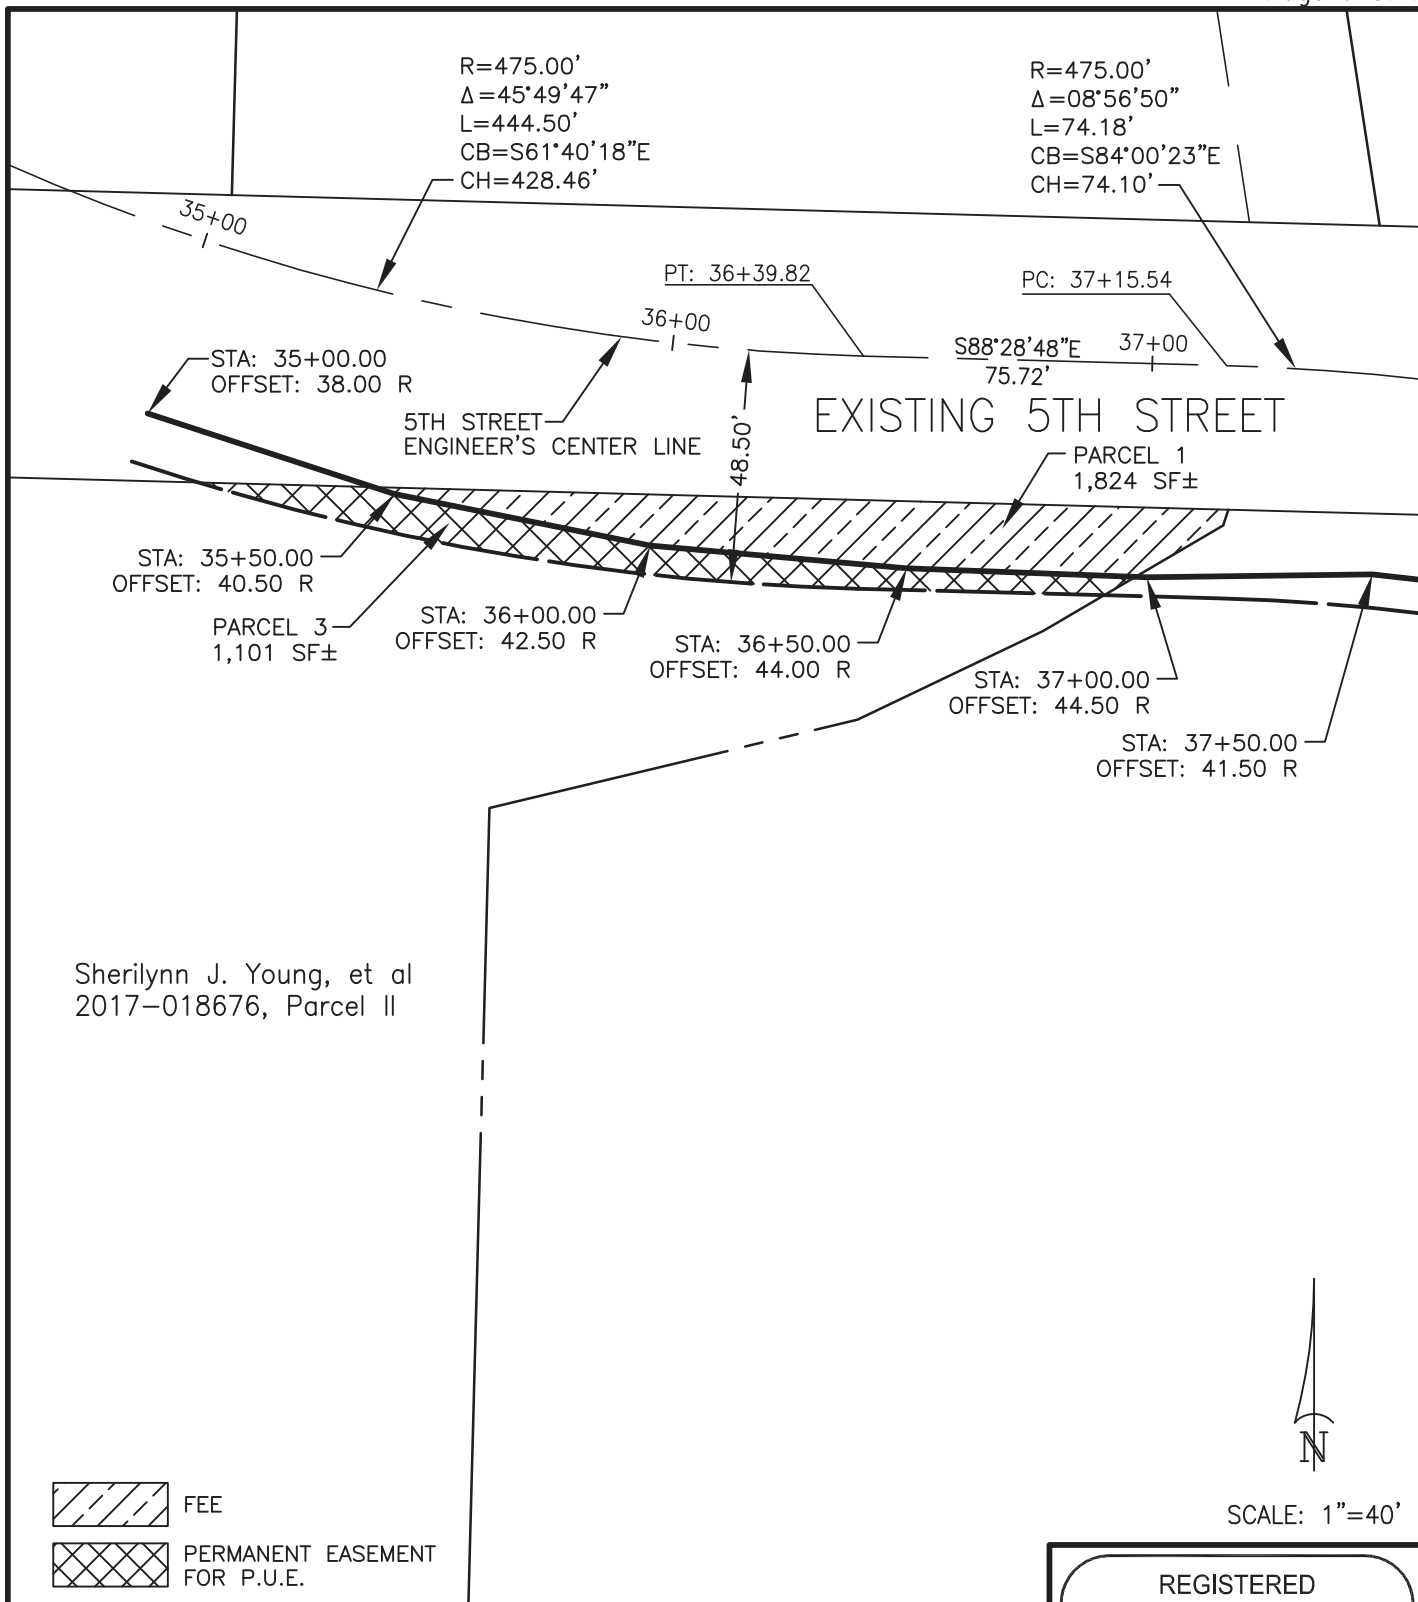 R=475.00'
Δ=45°49'47"
L=444.50'
CB=S61°40'18"E
CH=428.46'
R=475.00'
Δ=08°56'50"
L=74.18'
CB=S84°00'23"E
CH=74.10'
35+00
PT: 36+39.82
PC: 37+15.54
36+00
S88°28'48"E
75.72'
37+00
STA: 35+00.00
OFFSET: 38.00 R
5TH STREET
ENGINEER'S CENTER LINE
48.50'
EXISTING 5TH STREET
PARCEL 1
1,824 SF±
STA: 35+50.00
OFFSET: 40.50 R
PARCEL 3
1,101 SF±
STA: 36+00.00
OFFSET: 42.50 R
STA: 36+50.00
OFFSET: 44.00 R
STA: 37+00.00
OFFSET: 44.50 R
STA: 37+50.00
OFFSET: 41.50 R
Sherilynn J. Young, et al
2017-018676, Parcel II
N
SCALE: 1"=40'
FEE
PERMANENT EASEMENT
FOR P.U.E.
REGISTERED